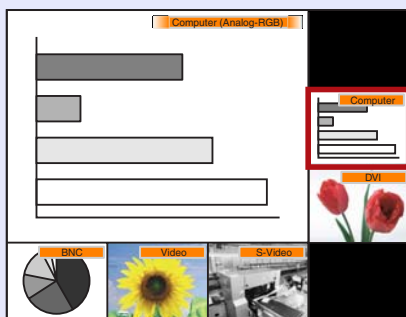 Computer (Analog-RGB)
Computer
DVI
BNC
Video
S-Video